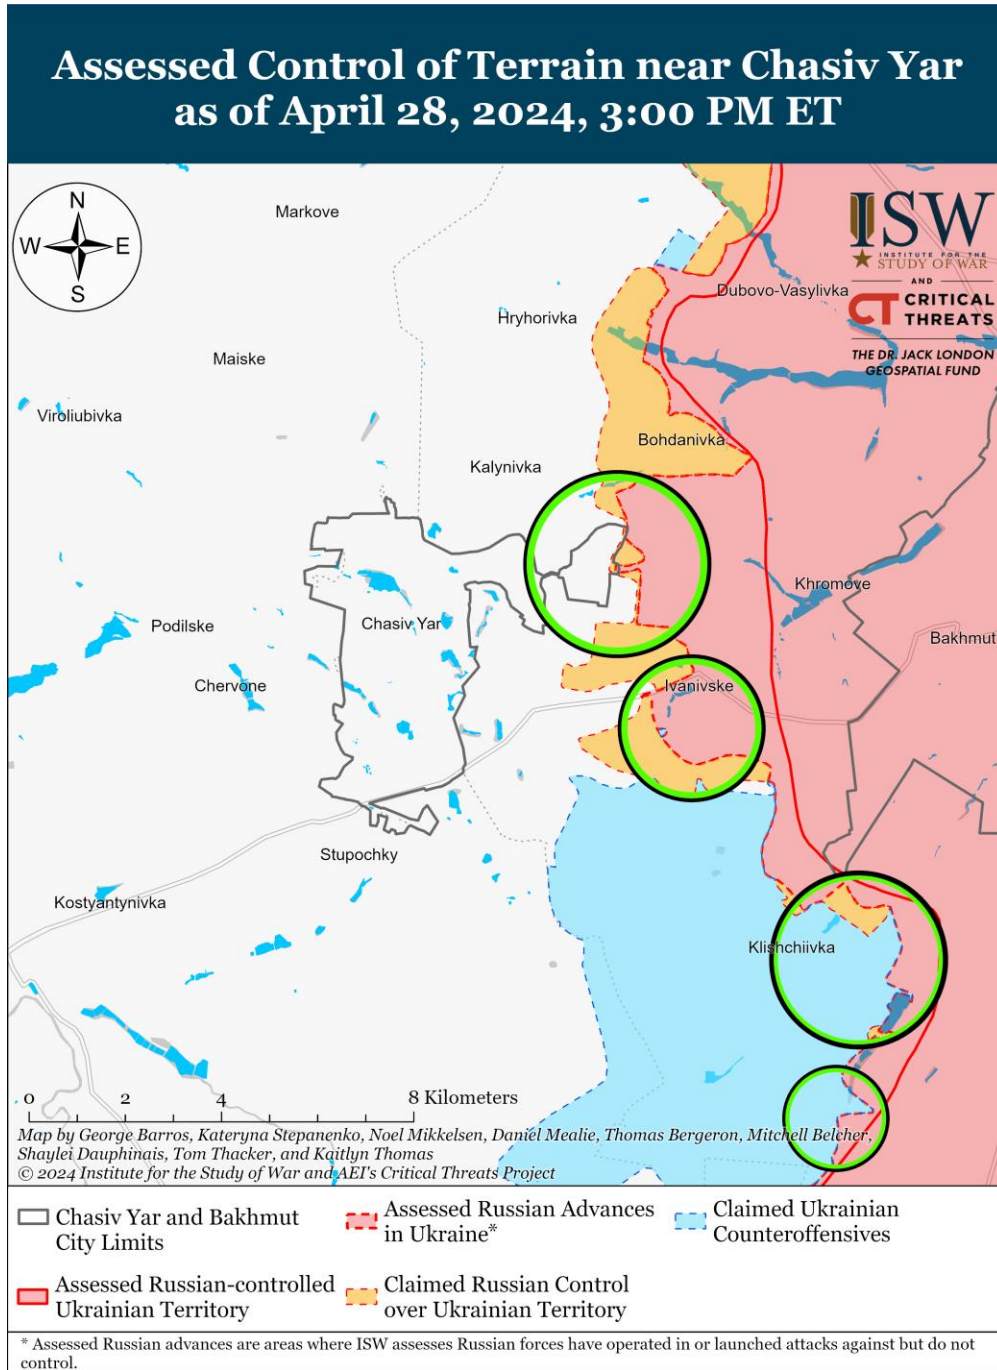 Assessed Control of Terrain near Chasiv Yar
as of April 28, 2024, 3:00 PM ET
N
W E
S
Markove
ISW
INSTITUTE FOR THE
STUDY OF WAR
AND
CT CRITICAL
THREATS
THE DR. JACK LONDON
GEOSPATIAL FUND
Dubovo-Vasylivka
Hryhorivka
Maiske
Viroliubivka
Bohdanivka
Kalynivka
Khromove
Podilske
Chasiv Yar
Bakhmut
Chervone
Ivanivske
Stupochky
Kostyantynivka
Klishchiivka
0 2 4 8 Kilometers
Map by George Barros, Kateryna Stepanenko, Noel Mikkelsen, Daniel Mealie, Thomas Bergeron, Mitchell Belcher,
Shaylei Dauphinais, Tom Thacker, and Kaitlyn Thomas
© 2024 Institute for the Study of War and AEI's Critical Threats Project
Chasiv Yar and Bakhmut
City Limits
Assessed Russian Advances
in Ukraine*
Claimed Ukrainian
Counteroffensives
Assessed Russian-controlled
Ukrainian Territory
Claimed Russian Control
over Ukrainian Territory
* Assessed Russian advances are areas where ISW assesses Russian forces have operated in or launched attacks against but do not
control.